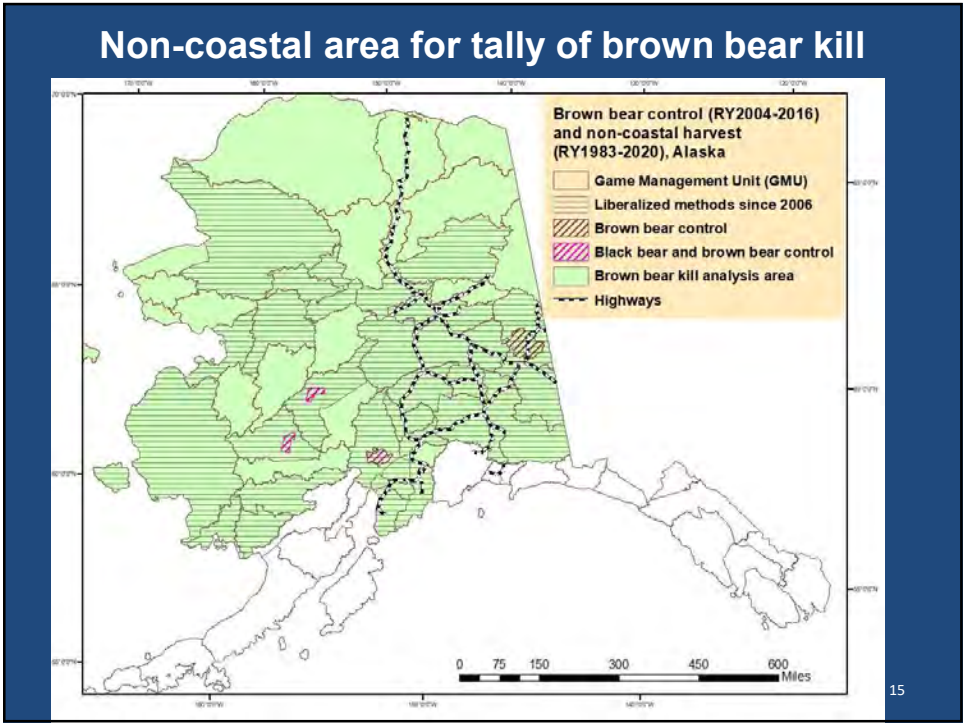 Non-coastal area for tally of brown bear kill
Brown bear control (RY2004-2016)
and non-coastal harvest
(RY1983-2020), Alaska
Game Management Unit (GMU)
Liberalized methods since 2006
Brown bear control
Black bear and brown bear control
Brown bear kill analysis area
Highways
0 75 150 300 450 600
Miles
15